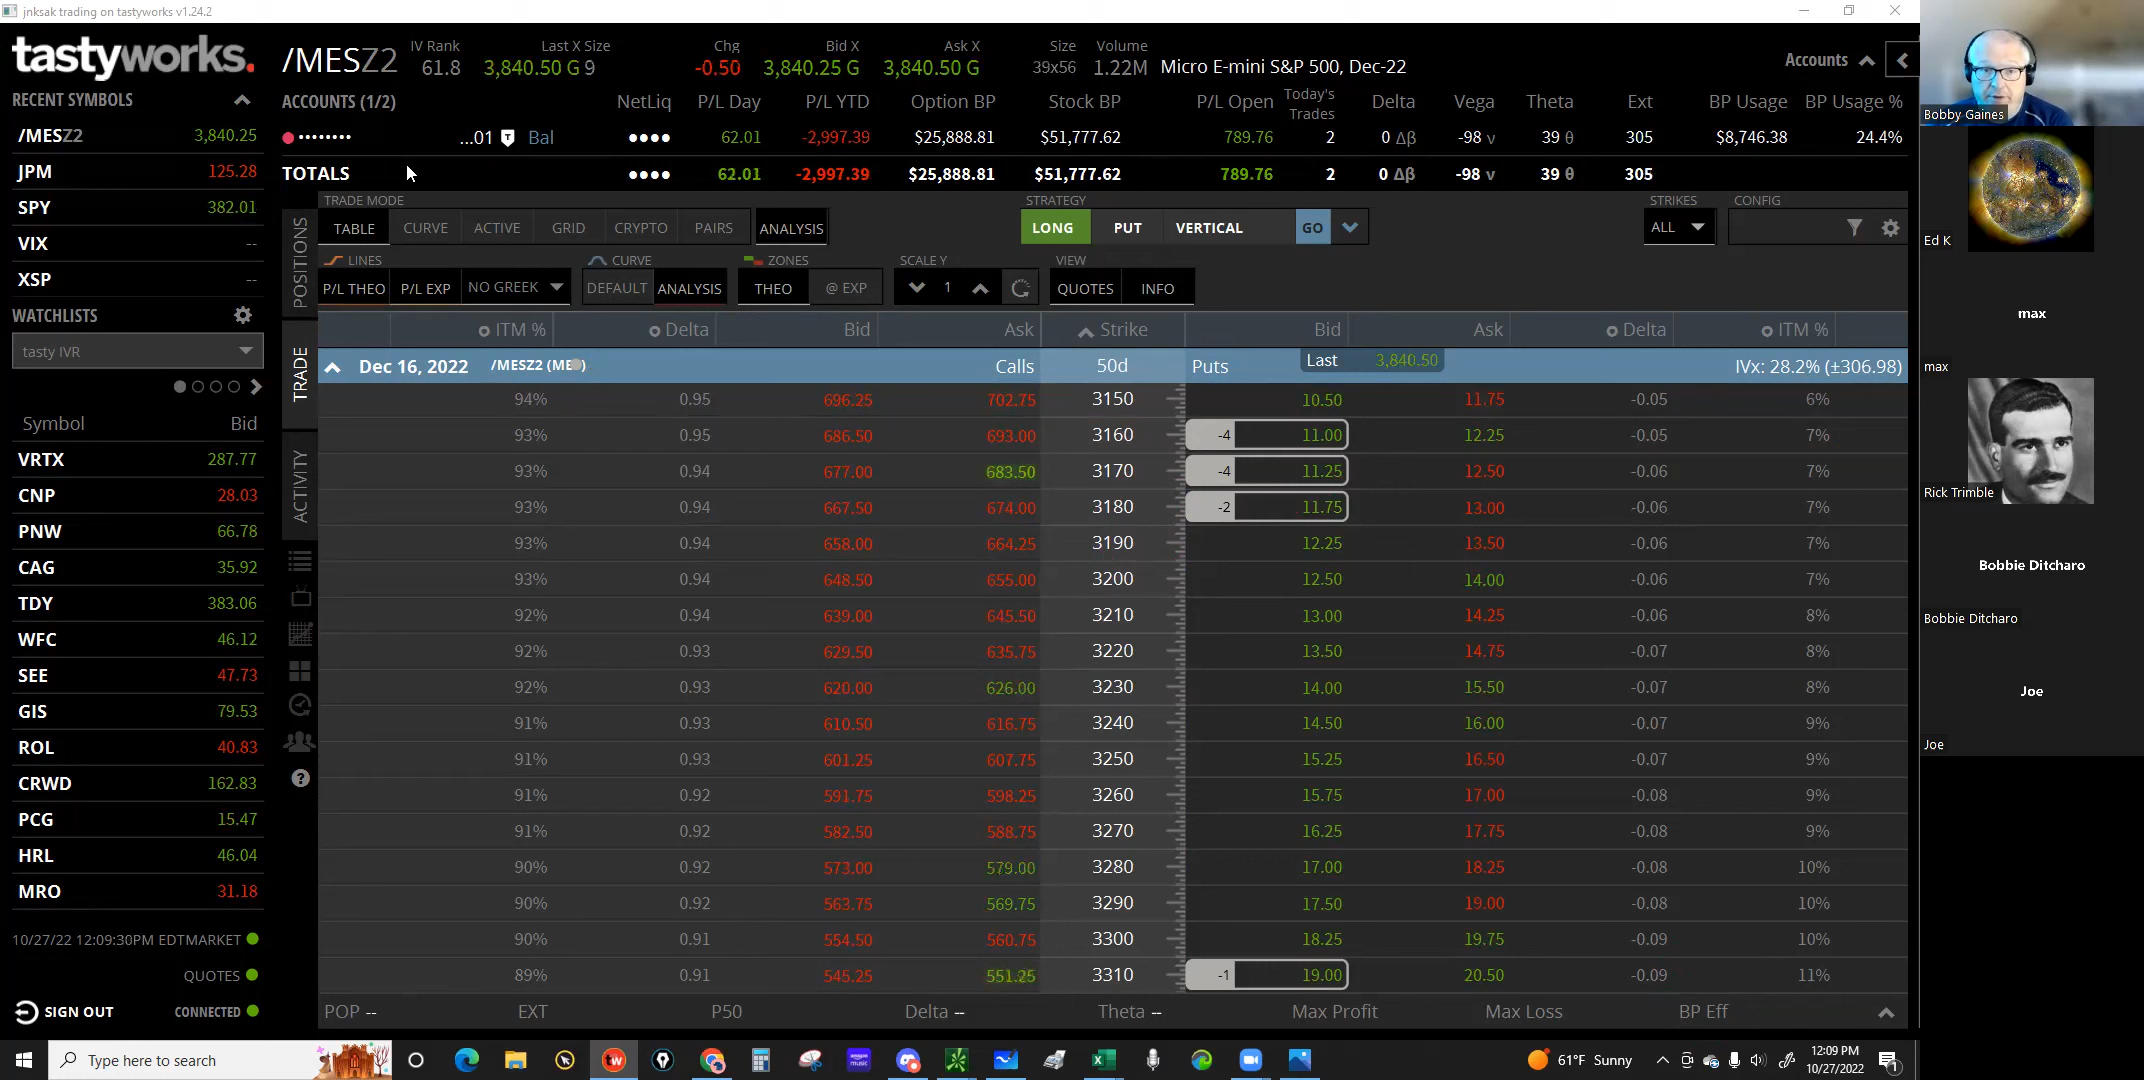 jnksak trading on tastyworks v1.24.2
tastyworks.
/MESZ2
IV Rank Last X Size Chg Bid X Ask X Size Volume
61.8 3,840.50 G 9 -0.50 3,840.25 G 3,840.50 G 39x56 1.22M Micro E-mini S&P 500, Dec-22
Accounts
Bobby Gaines
RECENT SYMBOLS
/MESZ2 3,840.25
JPM 125.28
SPY 382.01
VIX --
XSP --
WATCHLISTS
tasty IVR
Symbol Bid
VRTX 287.77
CNP 28.03
PNW 66.78
CAG 35.92
TDY 383.06
WFC 46.12
SEE 47.73
GIS 79.53
ROL 40.83
CRWD 162.83
PCG 15.47
HRL 46.04
MRO 31.18
10/27/22 12:09:30PM EDT MARKET
QUOTES
SIGN OUT CONNECTED
ACCOUNTS (1/2) NetLiq P/L Day P/L YTD Option BP Stock BP P/L Open Today's Trades Delta Vega Theta Ext BP Usage BP Usage %
...01 Bal 62.01 -2,997.39 $25,888.81 $51,777.62 789.76 2 0 Δβ -98 ν 39 θ 305 $8,746.38 24.4%
TOTALS 62.01 -2,997.39 $25,888.81 $51,777.62 789.76 2 0 Δβ -98 ν 39 θ 305
POSITIONS
TRADE
ACTIVITY
TRADE MODE STRATEGY STRIKES CONFIG
TABLE CURVE ACTIVE GRID CRYPTO PAIRS ANALYSIS LONG PUT VERTICAL GO ALL
LINES CURVE ZONES SCALE Y VIEW
P/L THEO P/L EXP NO GREEK DEFAULT ANALYSIS THEO @ EXP 1 QUOTES INFO
ITM % Delta Bid Ask Strike Bid Ask Delta ITM %
Dec 16, 2022 /MESZ2 Calls 50d Puts Last 3,840.50 IVx: 28.2% (±306.98)
94% 0.95 696.25 702.75 3150 10.50 11.75 -0.05 6%
93% 0.95 686.50 693.00 3160 -4 11.00 12.25 -0.05 7%
93% 0.94 677.00 683.50 3170 -4 11.25 12.50 -0.06 7%
93% 0.94 667.50 674.00 3180 -2 11.75 13.00 -0.06 7%
93% 0.94 658.00 664.25 3190 12.25 13.50 -0.06 7%
93% 0.94 648.50 655.00 3200 12.50 14.00 -0.06 7%
92% 0.94 639.00 645.50 3210 13.00 14.25 -0.06 8%
92% 0.93 629.50 635.75 3220 13.50 14.75 -0.07 8%
92% 0.93 620.00 626.00 3230 14.00 15.50 -0.07 8%
91% 0.93 610.50 616.75 3240 14.50 16.00 -0.07 9%
91% 0.93 601.25 607.75 3250 15.25 16.50 -0.07 9%
91% 0.92 591.75 598.25 3260 15.75 17.00 -0.08 9%
91% 0.92 582.50 588.75 3270 16.25 17.75 -0.08 9%
90% 0.92 573.00 579.00 3280 17.00 18.25 -0.08 10%
90% 0.92 563.75 569.75 3290 17.50 19.00 -0.08 10%
90% 0.91 554.50 560.75 3300 18.25 19.75 -0.09 10%
89% 0.91 545.25 551.25 3310 -1 19.00 20.50 -0.09 11%
POP -- EXT P50 Delta -- Theta -- Max Profit Max Loss BP Eff
Ed K
max
max
Rick Trimble
Bobbie Ditcharo
Bobbie Ditcharo
Joe
Joe
Type here to search
61°F Sunny
12:09 PM
10/27/2022
1